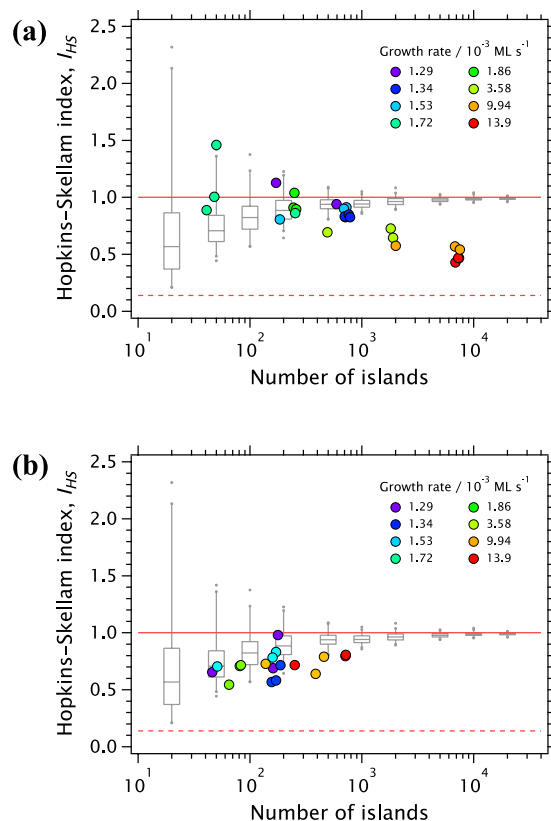 (a)
Hopkins–Skellam index, I_HS
2.5
2.0
1.5
1.0
0.5
0.0
Growth rate / 10⁻³ ML s⁻¹
1.29 1.86
1.34 3.58
1.53 9.94
1.72 13.9
10¹ 10² 10³ 10⁴
Number of islands
(b)
Hopkins–Skellam index, I_HS
2.5
2.0
1.5
1.0
0.5
0.0
Growth rate / 10⁻³ ML s⁻¹
1.29 1.86
1.34 3.58
1.53 9.94
1.72 13.9
10¹ 10² 10³ 10⁴
Number of islands